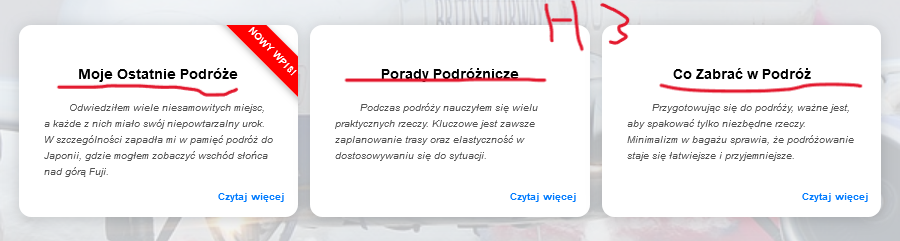 BRITISH AIRWAYS
H 3
NOWY WPIS!
Moje Ostatnie Podróże
Odwiedziłem wiele niesamowitych miejsc,
a każde z nich miało swój niepowtarzalny urok.
W szczególności zapadła mi w pamięć podróż do
Japonii, gdzie mogłem zobaczyć wschód słońca
nad górą Fuji.
Czytaj więcej
Porady Podróżnicze
Podczas podróży nauczyłem się wielu
praktycznych rzeczy. Kluczowe jest zawsze
zaplanowanie trasy oraz elastyczność w
dostosowywaniu się do sytuacji.
Czytaj więcej
Co Zabrać w Podróż
Przygotowując się do podróży, ważne jest,
aby spakować tylko niezbędne rzeczy.
Minimalizm w bagażu sprawia, że podróżowanie
staje się łatwiejsze i przyjemniejsze.
Czytaj więcej